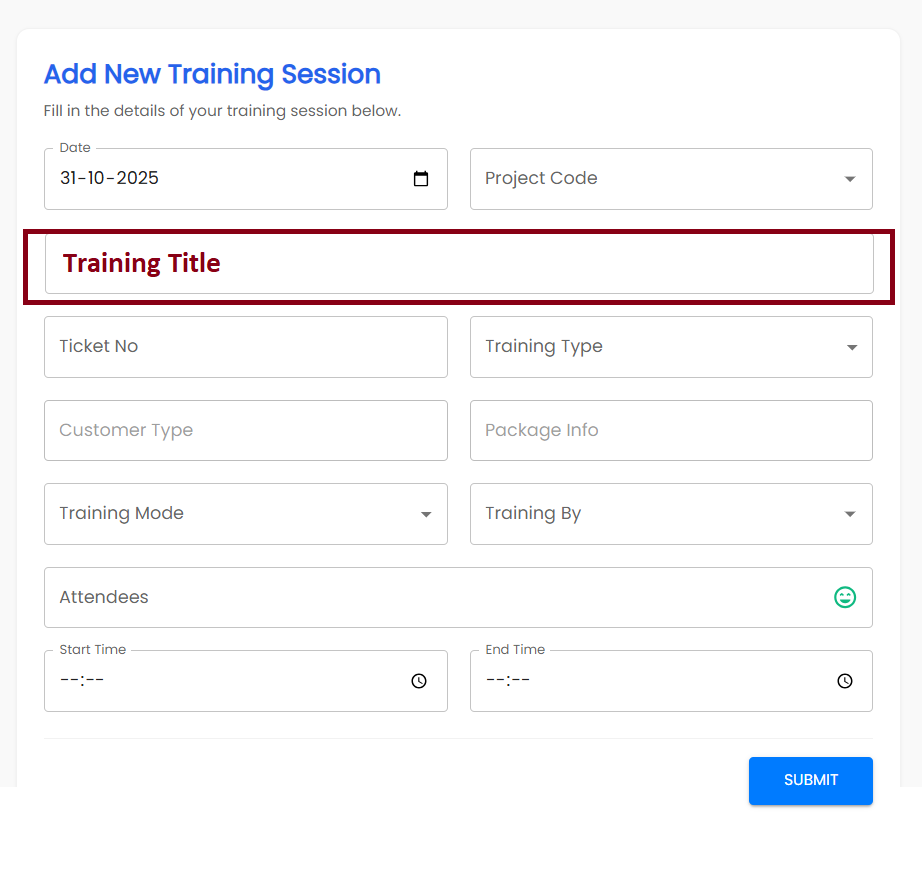 Add New Training Session
Fill in the details of your training session below.
Date
31-10-2025
Project Code
Training Title
Ticket No
Training Type
Customer Type
Package Info
Training Mode
Training By
Attendees
Start Time
--:--
End Time
--:--
SUBMIT